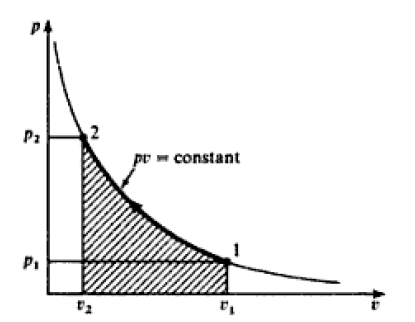 p
p₂
2
pv = constant
p₁
1
v₂
v₁
v